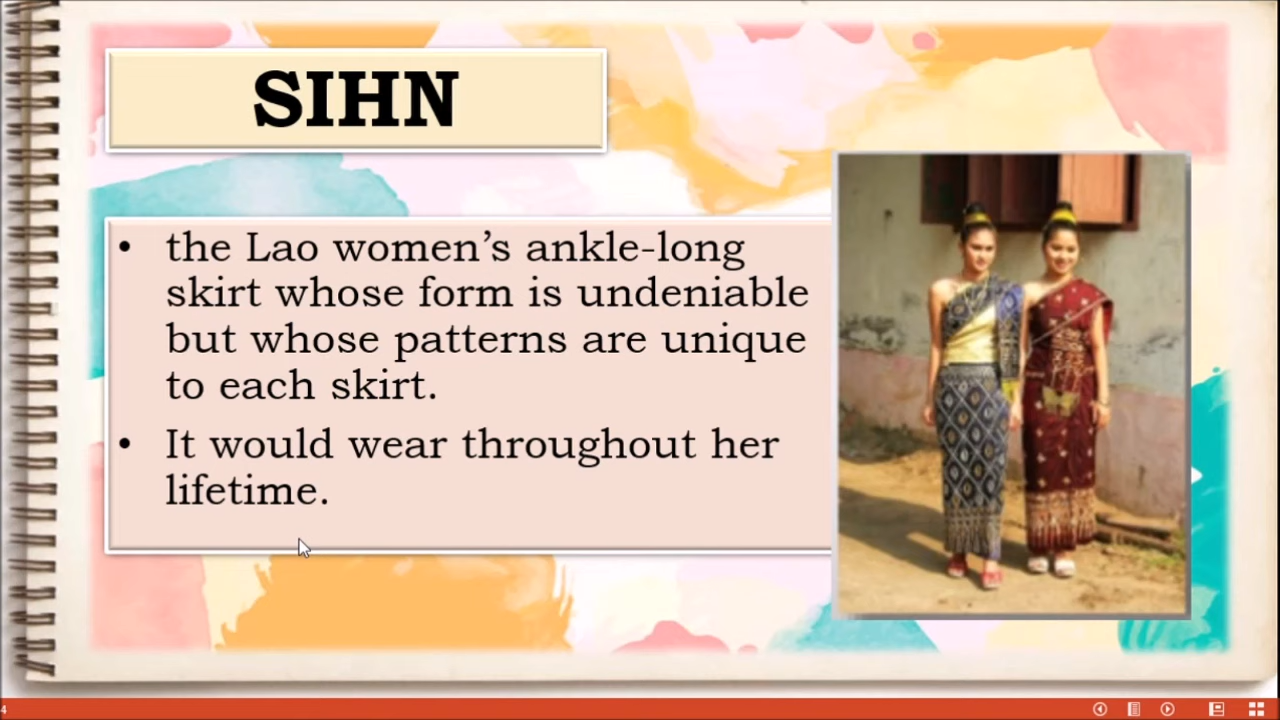 SIHN
• the Lao women’s ankle-long
skirt whose form is undeniable
but whose patterns are unique
to each skirt.
• It would wear throughout her
lifetime.
4